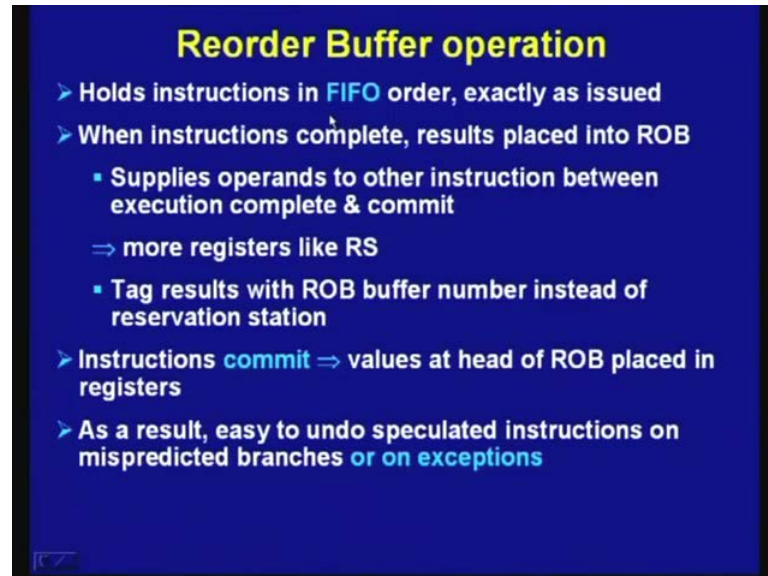 Reorder Buffer operation
➢ Holds instructions in FIFO order, exactly as issued
➢ When instructions complete, results placed into ROB
▪ Supplies operands to other instruction between
execution complete & commit
⇒ more registers like RS
▪ Tag results with ROB buffer number instead of
reservation station
➢ Instructions commit ⇒ values at head of ROB placed in
registers
➢ As a result, easy to undo speculated instructions on
mispredicted branches or on exceptions